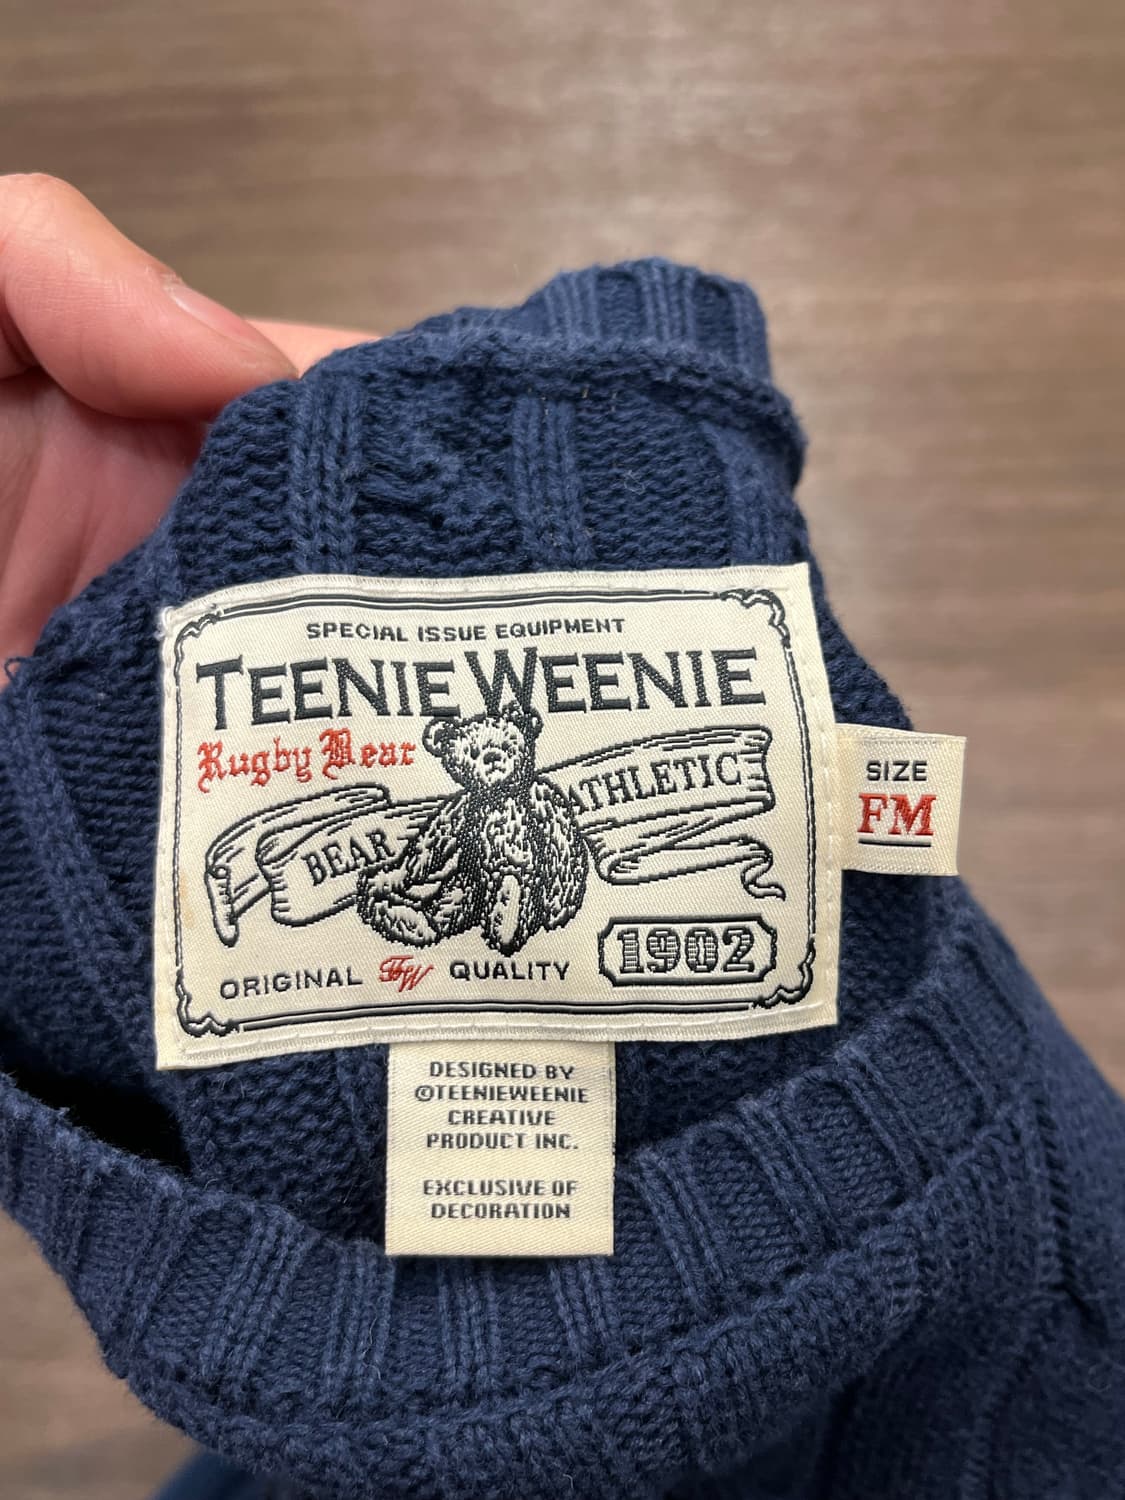 SPECIAL ISSUE EQUIPMENT
TEENIE WEENIE
Rugby Bear
BEAR ATHLETIC
ORIGINAL TW QUALITY
1902
SIZE
FM
DESIGNED BY
©TEENIEWEENIE
CREATIVE
PRODUCT INC.
EXCLUSIVE OF
DECORATION